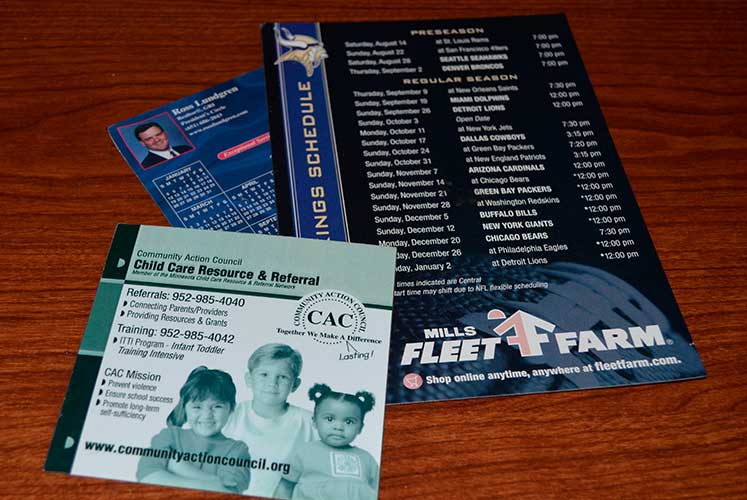 Ross Lundgren
Realtor®, GRI
President's Circle
(651) 686-2043
www.rosslundgren.com
Exceptional Service
JANUARY
MARCH
INGS SCHEDULE
PRESEASON
Saturday, August 14 at St. Louis Rams 7:00 pm
Sunday, August 22 at San Francisco 49ers 7:00 pm
Saturday, August 28 SEATTLE SEAHAWKS 7:00 pm
Thursday, September 2 DENVER BRONCOS 7:00 pm
REGULAR SEASON
Thursday, September 9 at New Orleans Saints 7:30 pm
Sunday, September 19 MIAMI DOLPHINS 12:00 pm
Sunday, September 26 DETROIT LIONS 12:00 pm
Sunday, October 3 Open Date
Monday, October 11 at New York Jets 7:30 pm
Sunday, October 17 DALLAS COWBOYS 3:15 pm
Sunday, October 24 at Green Bay Packers 7:20 pm
Sunday, October 31 at New England Patriots 3:15 pm
Sunday, November 7 ARIZONA CARDINALS 12:00 pm
Sunday, November 14 at Chicago Bears 12:00 pm
Sunday, November 21 GREEN BAY PACKERS *12:00 pm
Sunday, November 28 at Washington Redskins *12:00 pm
Sunday, December 5 BUFFALO BILLS *12:00 pm
Sunday, December 12 NEW YORK GIANTS *12:00 pm
Monday, December 20 CHICAGO BEARS 7:30 pm
Sunday, December 26 at Philadelphia Eagles *12:00 pm
Sunday, January 2 at Detroit Lions *12:00 pm
times indicated are Central
start time may shift due to NFL flexible scheduling
MILLS
FLEET FARM®
Shop online anytime, anywhere at fleetfarm.com.
Community Action Council
Child Care Resource & Referral
Member of the Minnesota Child Care Resource & Referral Network
Referrals: 952-985-4040
Connecting Parents/Providers
Providing Resources & Grants
Training: 952-985-4042
ITTI Program - Infant Toddler
Training Intensive
CAC Mission
Prevent violence
Ensure school success
Promote long-term
self-sufficiency
COMMUNITY ACTION COUNCIL
CAC
Together We Make A Difference
Lasting!
www.communityactioncouncil.org